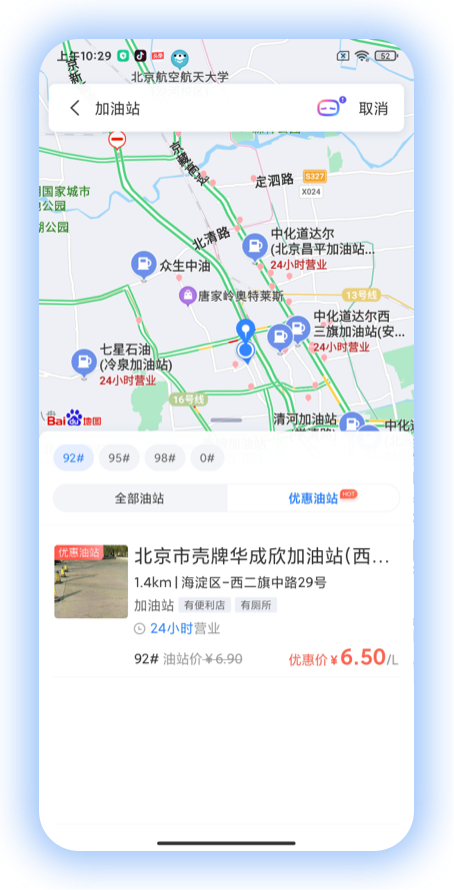 上午10:29
头条
52
北京航空航天大学
加油站
取消
国家城市
公园
湖公园
京新
京藏高速
定泗路
S327
X024
北清路
中化道达尔
(北京昌平加油站...
24小时营业
众生中油
唐家岭奥特莱斯
13号线
中化道达尔西
三旗加油站(安...
24小时营业
七星石油
(冷泉加油站)
24小时营业
16号线
清河加油站
中化
Bai地图
92#
95#
98#
0#
全部油站
优惠油站
HOT
优惠油站
北京市壳牌华成欣加油站(西...
1.4km | 海淀区-西二旗中路29号
加油站 有便利店 有厕所
24小时营业
92# 油站价¥6.90
优惠价¥6.50/L